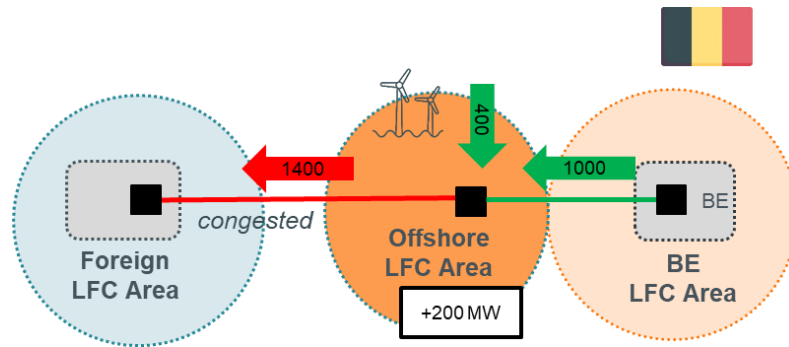 400
1400
1000
congested
BE
Foreign
LFC Area
Offshore
LFC Area
BE
LFC Area
+200 MW